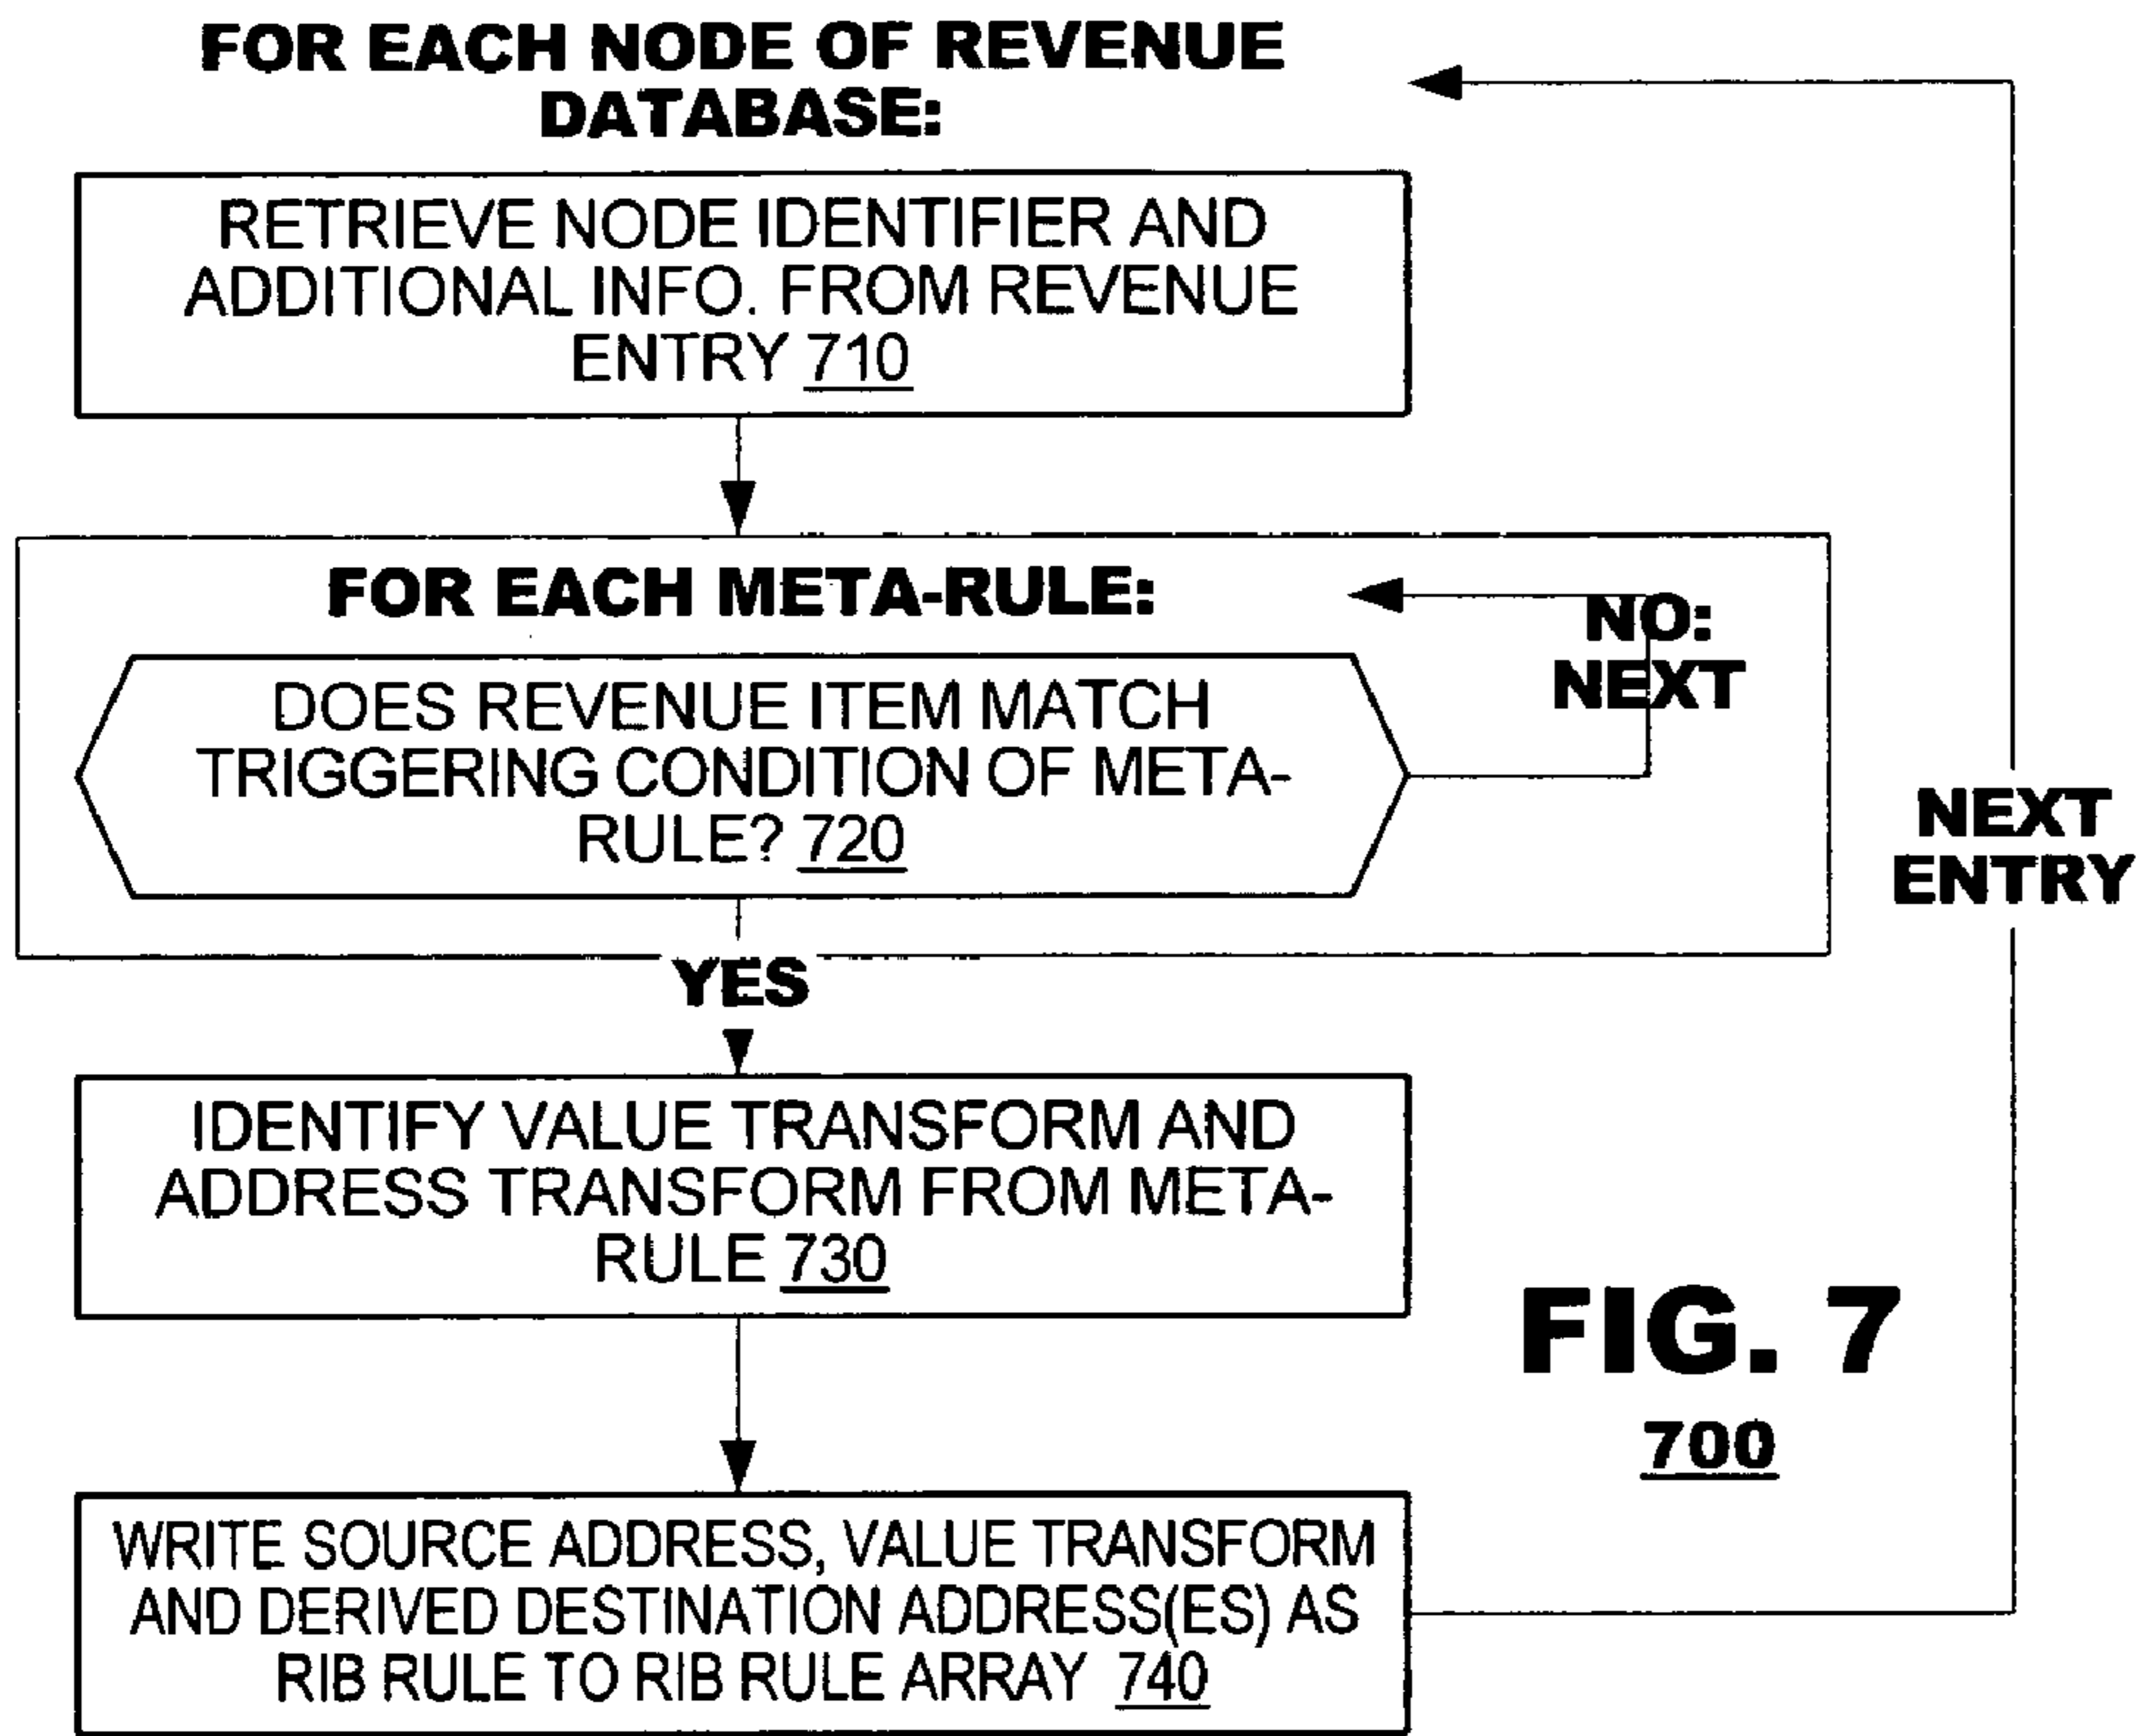 FOR EACH NODE OF REVENUE
DATABASE:
RETRIEVE NODE IDENTIFIER AND
ADDITIONAL INFO. FROM REVENUE
ENTRY 710
FOR EACH META-RULE:
NO:
NEXT
DOES REVENUE ITEM MATCH
TRIGGERING CONDITION OF META-
RULE? 720
NEXT
ENTRY
YES
IDENTIFY VALUE TRANSFORM AND
ADDRESS TRANSFORM FROM META-
RULE 730
FIG. 7
700
WRITE SOURCE ADDRESS, VALUE TRANSFORM
AND DERIVED DESTINATION ADDRESS(ES) AS
RIB RULE TO RIB RULE ARRAY 740